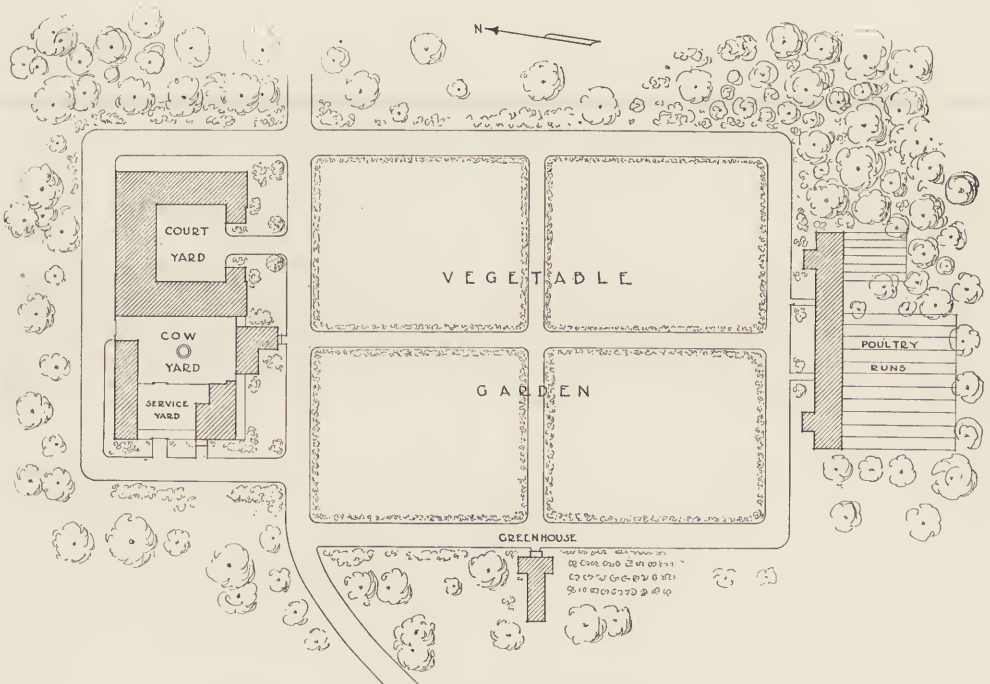 N
COURT
YARD
VEGETABLE
COW
YARD
POULTRY
RUNS
GARDEN
SERVICE
YARD
GREENHOUSE